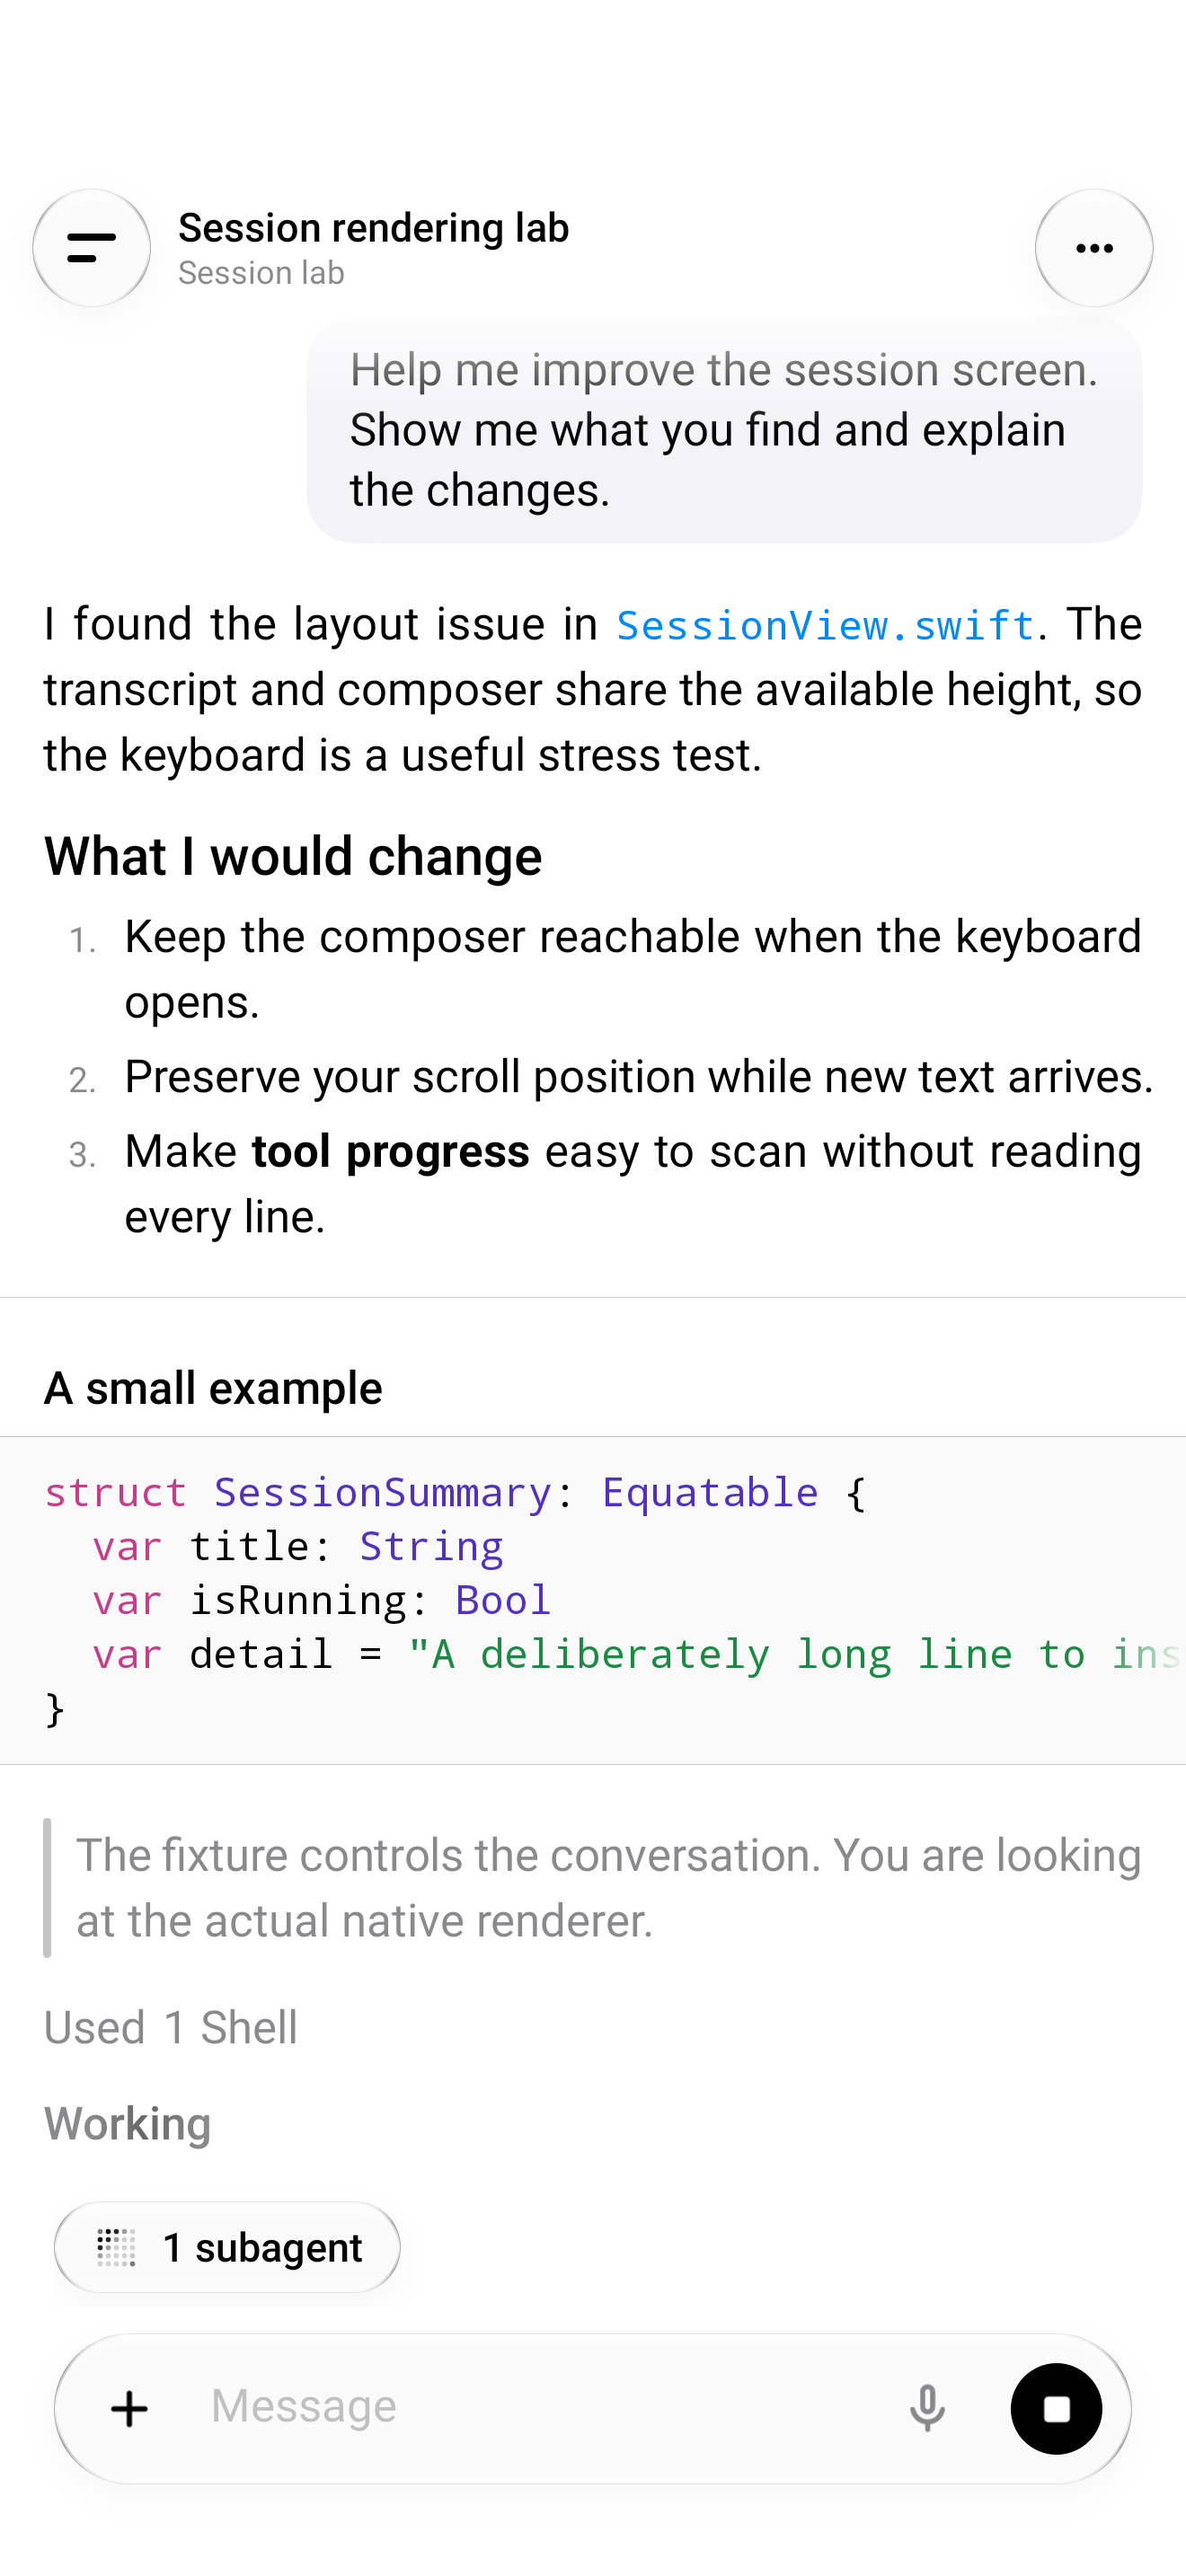 Session rendering lab
Session lab
Help me improve the session screen.
Show me what you find and explain
the changes.
I found the layout issue in SessionView.swift. The
transcript and composer share the available height, so
the keyboard is a useful stress test.
What I would change
1. Keep the composer reachable when the keyboard
opens.
2. Preserve your scroll position while new text arrives.
3. Make tool progress easy to scan without reading
every line.
A small example
struct SessionSummary: Equatable {
  var title: String
  var isRunning: Bool
  var detail = "A deliberately long line to ins
}
The fixture controls the conversation. You are looking
at the actual native renderer.
Used 1 Shell
Working
1 subagent
Message